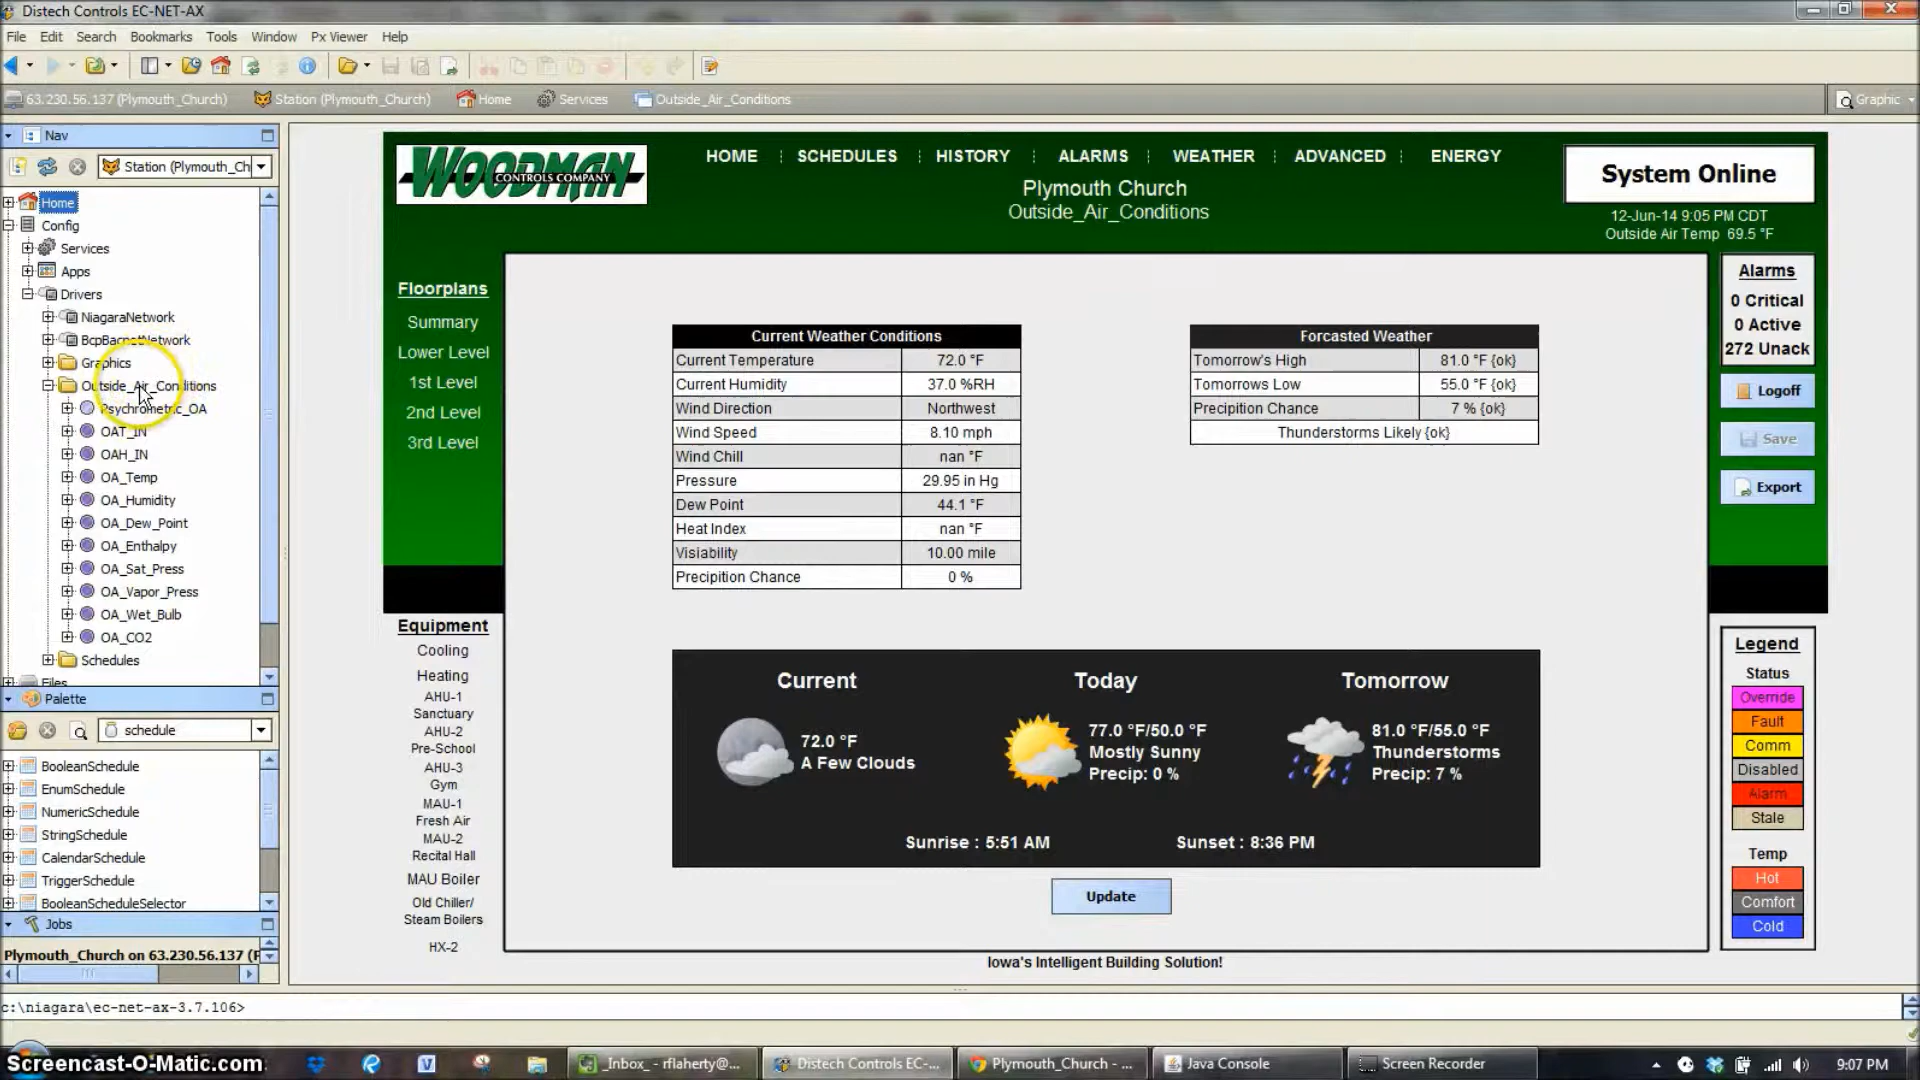 Distech Controls EC-NET-AX
File Edit Search Bookmarks Tools Window Px Viewer Help
63.230.56.137 (Plymouth_Church) Station (Plymouth_Church) Home Services Outside_Air_Conditions Graphic
Nav
Station (Plymouth_Ch
Home
Config
Services
Apps
Drivers
NiagaraNetwork
BcpBacnetNetwork
Graphics
Outside_Air_Conditions
Psychrometric_OA
OAT_IN
OAH_IN
OA_Temp
OA_Humidity
OA_Dew_Point
OA_Enthalpy
OA_Sat_Press
OA_Vapor_Press
OA_Wet_Bulb
OA_CO2
Schedules
Files
Palette
schedule
BooleanSchedule
EnumSchedule
NumericSchedule
StringSchedule
CalendarSchedule
TriggerSchedule
BooleanScheduleSelector
Jobs
Plymouth_Church on 63.230.56.137 (F
WOODMAN
CONTROLS COMPANY
HOME SCHEDULES HISTORY ALARMS WEATHER ADVANCED ENERGY
Plymouth Church
Outside_Air_Conditions
System Online
12-Jun-14 9:05 PM CDT
Outside Air Temp 69.5 °F
Floorplans
Summary
Lower Level
1st Level
2nd Level
3rd Level
Equipment
Cooling
Heating
AHU-1
Sanctuary
AHU-2
Pre-School
AHU-3
Gym
MAU-1
Fresh Air
MAU-2
Recital Hall
MAU Boiler
Old Chiller/
Steam Boilers
HX-2
Current Weather Conditions
Current Temperature 72.0 °F
Current Humidity 37.0 %RH
Wind Direction Northwest
Wind Speed 8.10 mph
Wind Chill nan °F
Pressure 29.95 in Hg
Dew Point 44.1 °F
Heat Index nan °F
Visiability 10.00 mile
Precipition Chance 0 %
Forcasted Weather
Tomorrow's High 81.0 °F {ok}
Tomorrows Low 55.0 °F {ok}
Precipition Chance 7 % {ok}
Thunderstorms Likely {ok}
Current
72.0 °F
A Few Clouds
Today
77.0 °F/50.0 °F
Mostly Sunny
Precip: 0 %
Tomorrow
81.0 °F/55.0 °F
Thunderstorms
Precip: 7 %
Sunrise : 5:51 AM Sunset : 8:36 PM
Update
Iowa's Intelligent Building Solution!
Alarms
0 Critical
0 Active
272 Unack
Logoff
Save
Export
Legend
Status
Override
Fault
Comm
Disabled
Alarm
Stale
Temp
Hot
Comfort
Cold
c:\niagara\ec-net-ax-3.7.106>
Screencast-O-Matic.com
_Inbox_ - rflaherty@... Distech Controls EC-... Plymouth_Church - ... Java Console Screen Recorder 9:07 PM